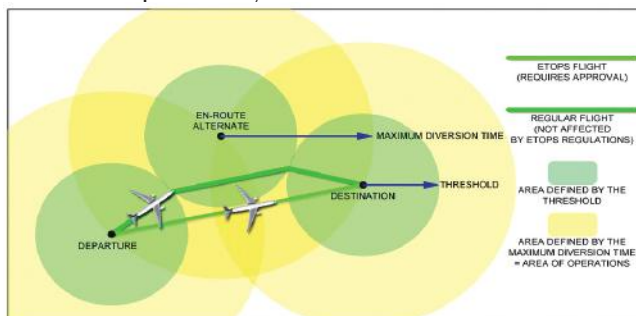 EN-ROUTE
ALTERNATE
MAXIMUM DIVERSION TIME
DESTINATION
THRESHOLD
DEPARTURE
ETOPS FLIGHT
(REQUIRES APPROVAL)
REGULAR FLIGHT
(NOT AFFECTED
BY ETOPS REGULATIONS)
AREA DEFINED BY THE
THRESHOLD
AREA DEFINED BY THE
MAXIMUM DIVERSION TIME
= AREA OF OPERATIONS